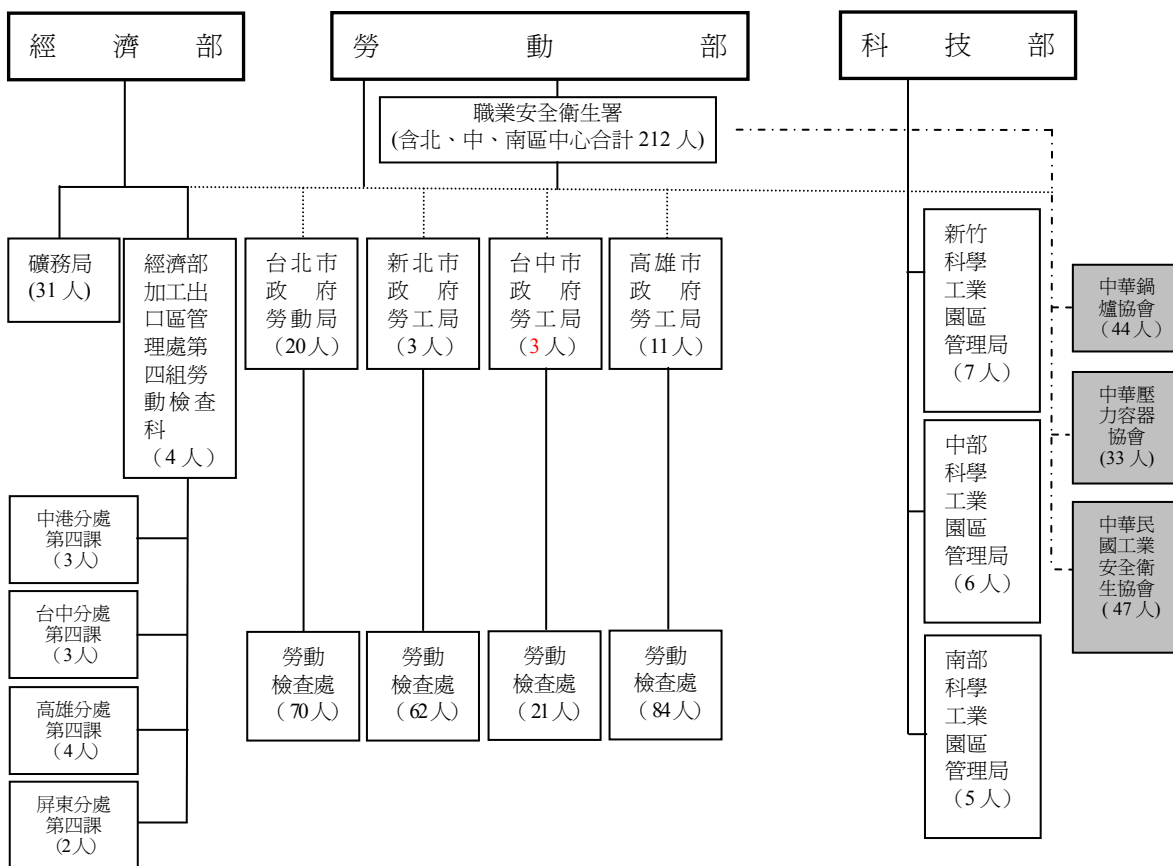 經濟部
勞動部
科技部
職業安全衛生署
(含北、中、南區中心合計 212 人)
礦務局
(31 人)
經濟部
加工出
口區管
理處第
四組勞
動檢查
科
（4 人）
台北市
政府
勞動局
（20人）
新北市
政府
勞工局
（3 人）
台中市
政府
勞工局
（3 人）
高雄市
政府
勞工局
（11 人）
新竹
科學
工業
園區
管理局
（7 人）
中華鍋
爐協會
（44 人）
中華壓
力容器
協會
(33 人)
中部
科學
工業
園區
管理局
（6 人）
中華民
國工業
安全衛
生協會
( 47 人)
中港分處
第四課
（3人）
台中分處
第四課
（3人）
高雄分處
第四課
（4人）
屏東分處
第四課
（2人）
勞動
檢查處
（70人）
勞動
檢查處
（62人）
勞動
檢查處
（21人）
勞動
檢查處
（84人）
南部
科學
工業
園區
管理局
（5 人）